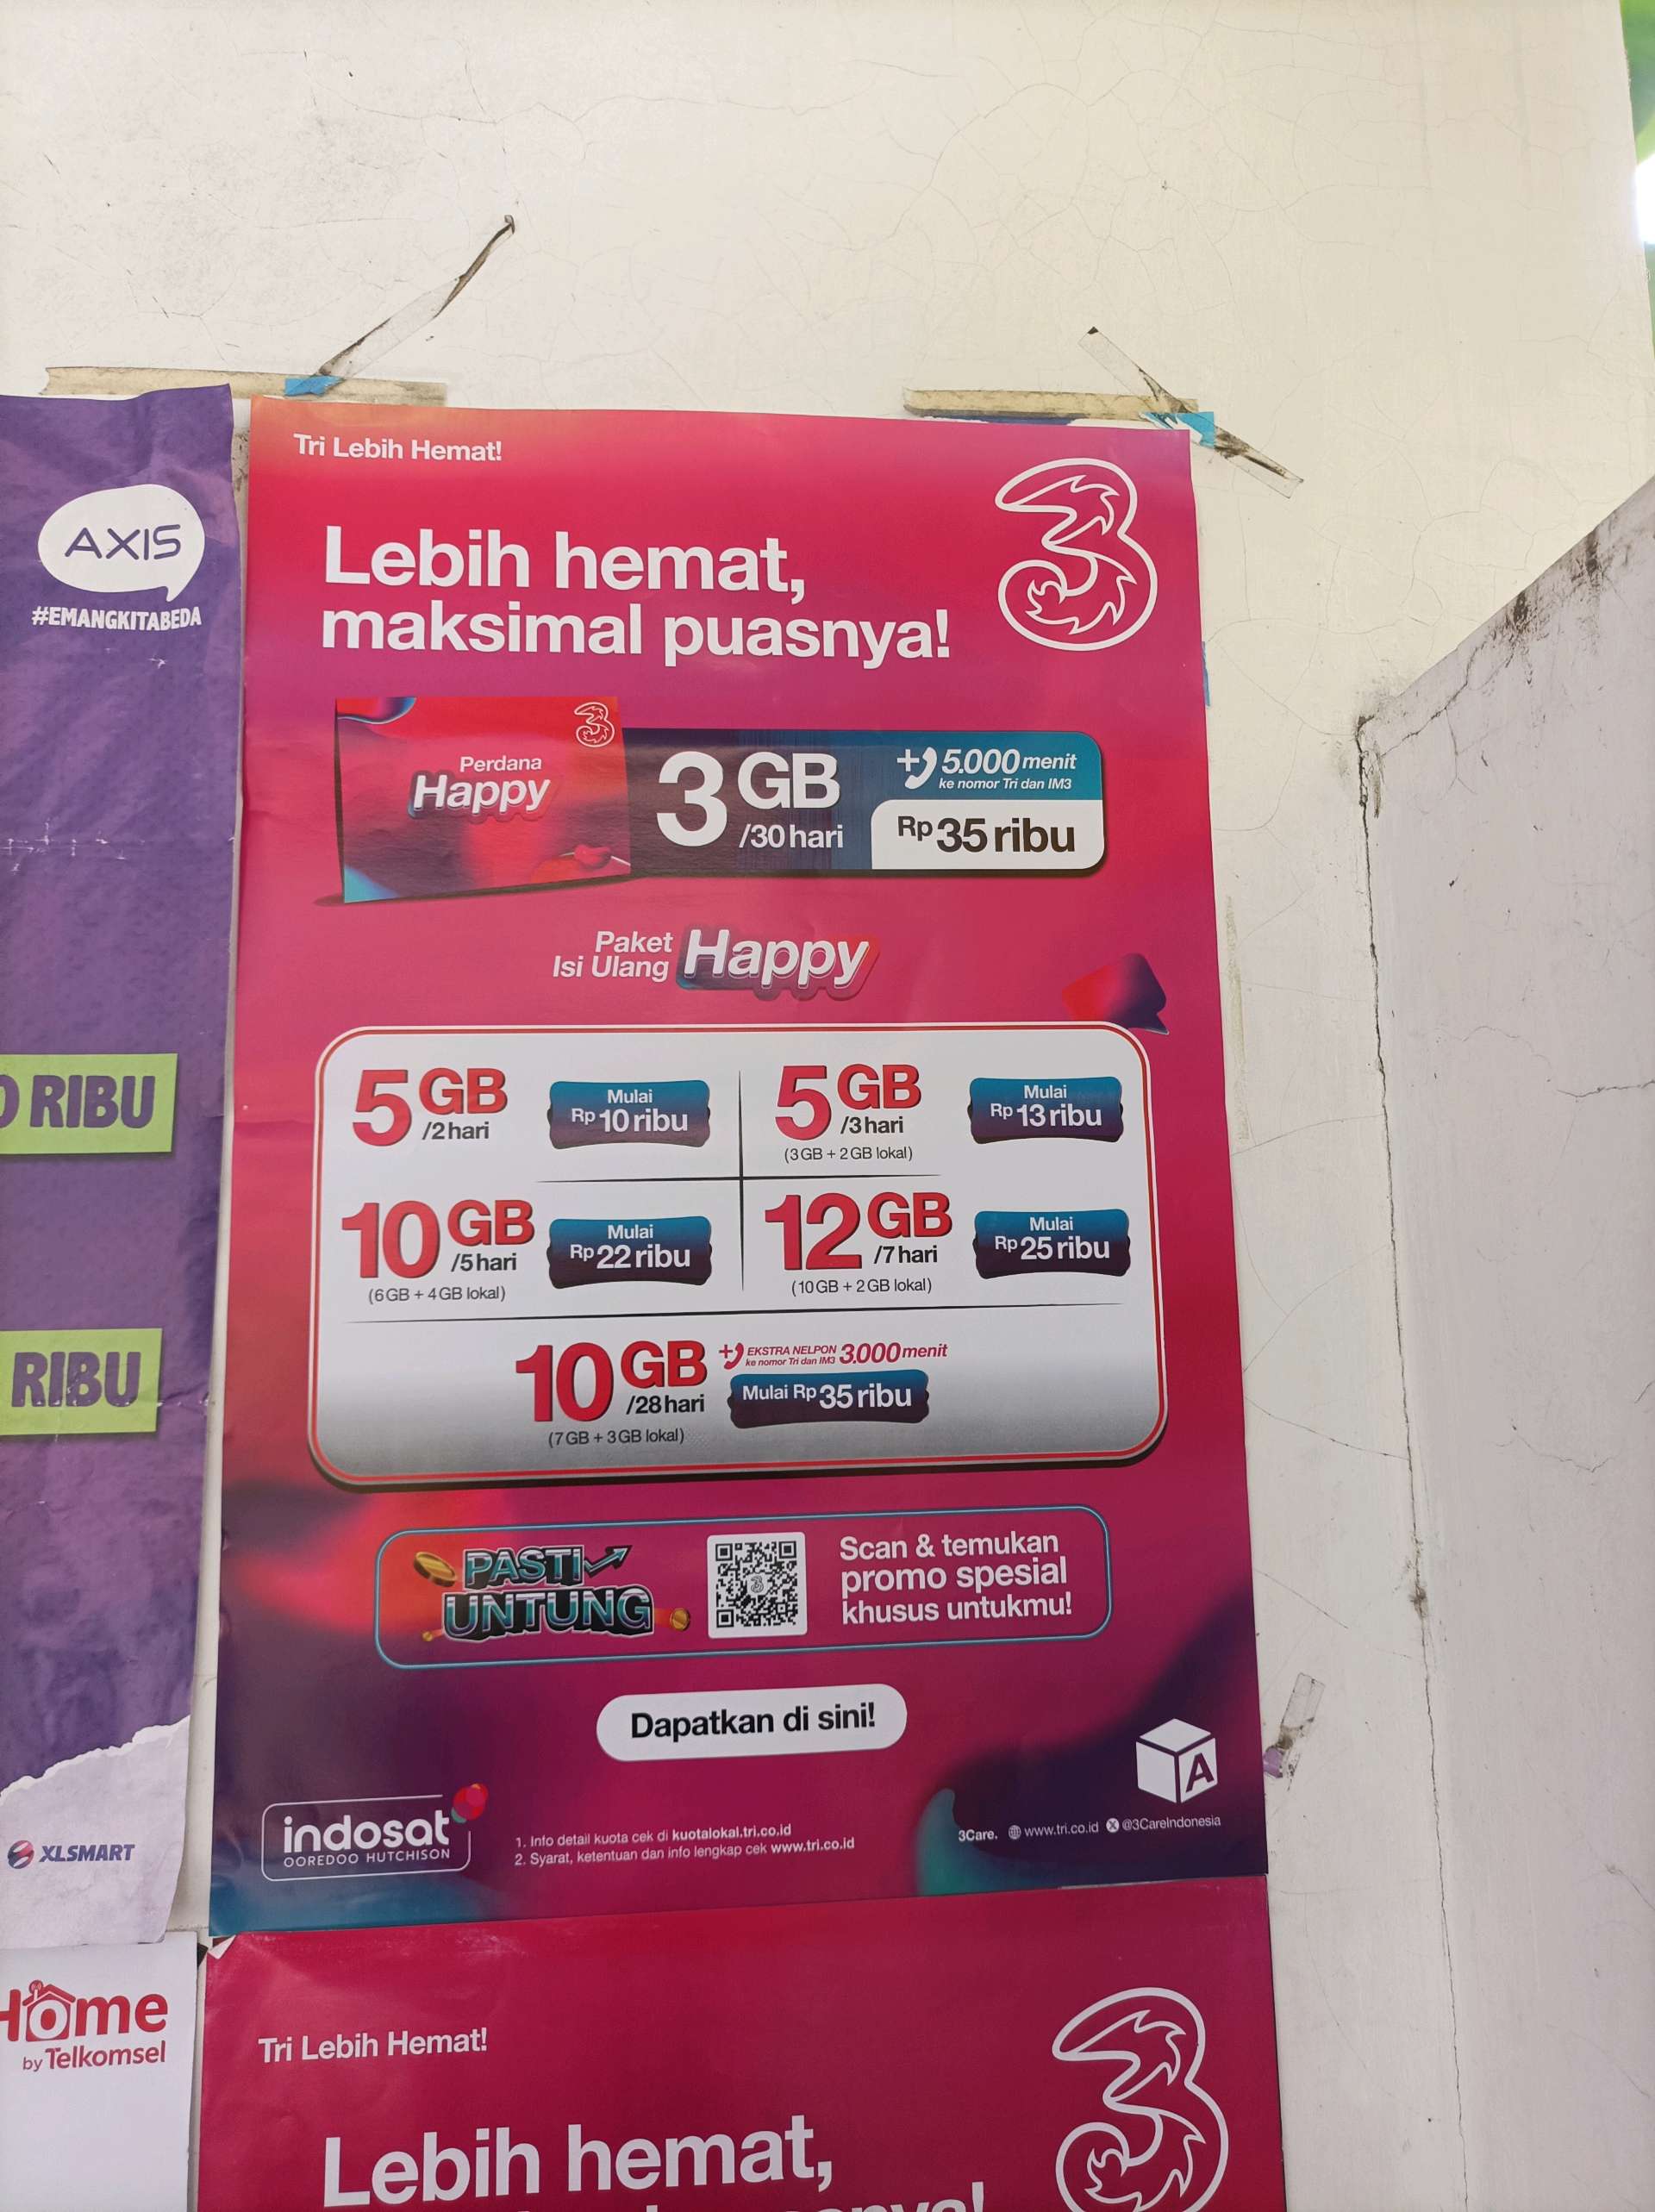 Tri Lebih Hemat!
3
Lebih hemat,
maksimal puasnya!
3
Perdana
Happy
3 GB
/30 hari
+ 5.000 menit
ke nomor Tri dan IM3
Rp 35 ribu
Paket
Isi Ulang
Happy
5 GB
/2 hari
Mulai
Rp 10 ribu
5 GB
/3 hari
(3 GB + 2 GB lokal)
Mulai
Rp 13 ribu
10 GB
/5 hari
(6 GB + 4 GB lokal)
Mulai
Rp 22 ribu
12 GB
/7 hari
(10 GB + 2 GB lokal)
Mulai
Rp 25 ribu
10 GB
/28 hari
(7 GB + 3 GB lokal)
+ EKSTRA NELPON
ke nomor Tri dan IM3
3.000 menit
Mulai Rp 35 ribu
PASTI
UNTUNG
Scan & temukan
promo spesial
khusus untukmu!
Dapatkan di sini!
A
indosat
OOREDOO HUTCHISON
1. Info detail kuota cek di kuotalokal.tri.co.id
2. Syarat, ketentuan dan info lengkap cek www.tri.co.id
3Care. www.tri.co.id @3CareIndonesia
AXIS
#EMANGKITABEDA
RIBU
RIBU
XLSMART
Home
by Telkomsel
Tri Lebih Hemat!
3
Lebih hemat,